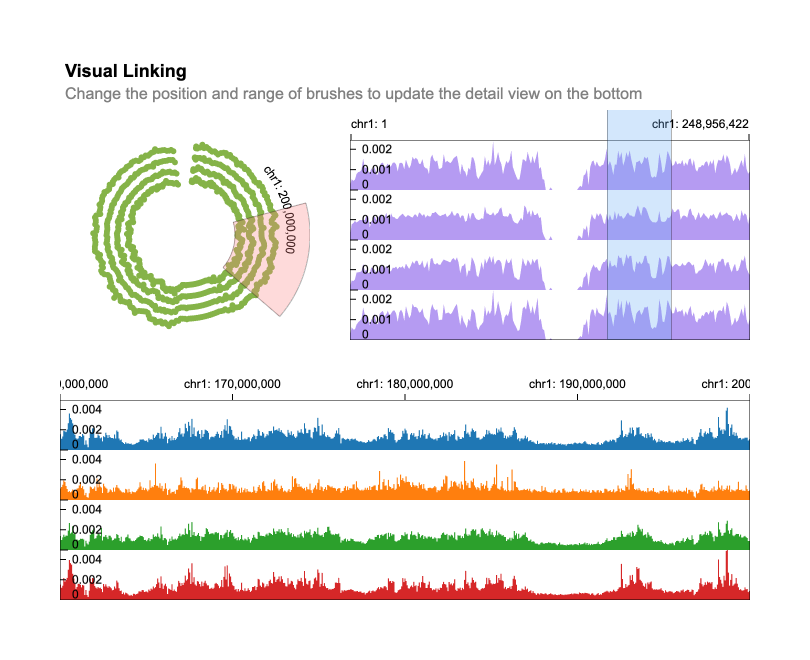 Visual Linking
Change the position and range of brushes to update the detail view on the bottom
chr1: 200,000,000
chr1: 1
chr1: 248,956,422
0.002
0.001
0
0.002
0.001
0
0.002
0.001
0
0.002
0.001
0
0,000,000
chr1: 170,000,000
chr1: 180,000,000
chr1: 190,000,000
chr1: 200
0.004
0.002
0
0.004
0.002
0
0.004
0.002
0
0.004
0.002
0